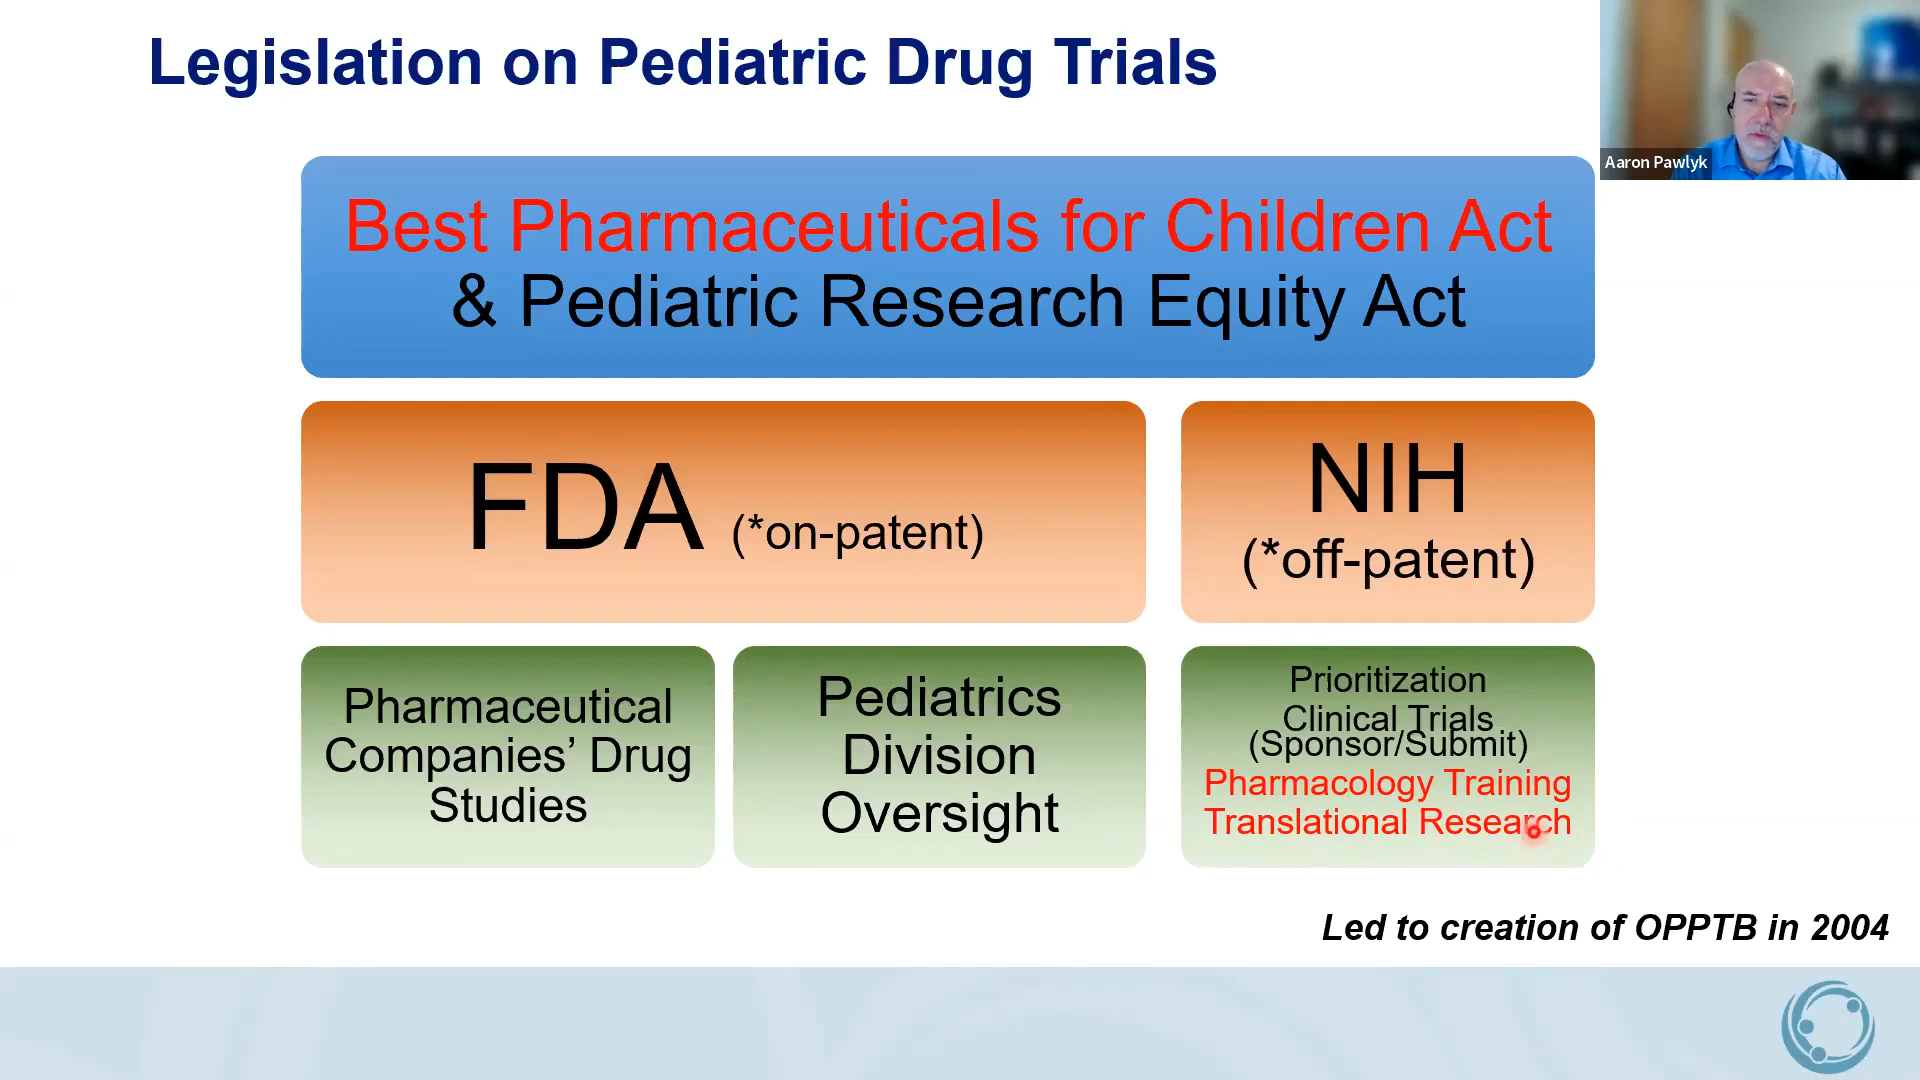 Legislation on Pediatric Drug Trials
Aaron Pawlyk
Best Pharmaceuticals for Children Act
& Pediatric Research Equity Act
FDA (*on-patent)
NIH
(*off-patent)
Pharmaceutical
Companies’ Drug
Studies
Pediatrics
Division
Oversight
Prioritization
Clinical Trials
(Sponsor/Submit)
Pharmacology Training
Translational Research
Led to creation of OPPTB in 2004